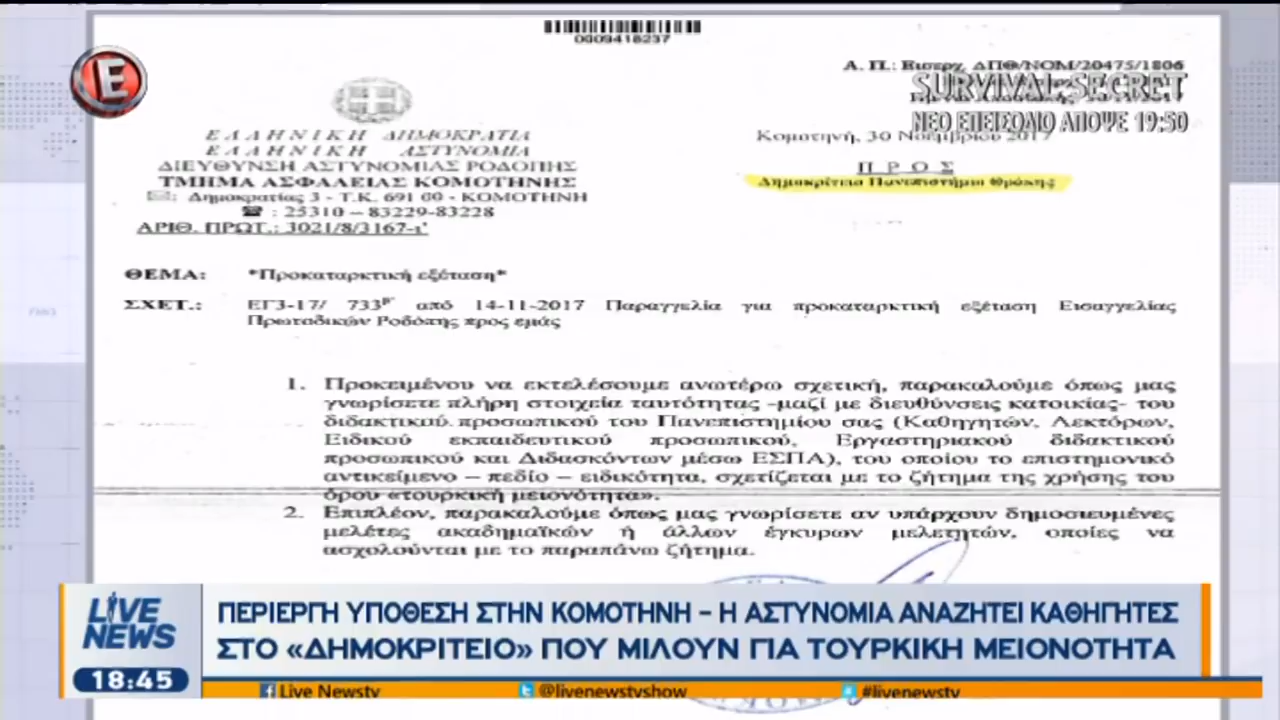 0009418237
Α. Π.: Εισερχ. ΔΠΘ/ΝΟΜ/20475/1806
SURVIVAL SECRET
ΝΕΟ ΕΠΕΙΣΟΔΙΟ ΑΠΟΨΕ 19:50
E
ΕΛΛΗΝΙΚΗ ΔΗΜΟΚΡΑΤΙΑ
ΕΛΛΗΝΙΚΗ ΑΣΤΥΝΟΜΙΑ
ΔΙΕΥΘΥΝΣΗ ΑΣΤΥΝΟΜΙΑΣ ΡΟΔΟΠΗΣ
ΤΜΗΜΑ ΑΣΦΑΛΕΙΑΣ ΚΟΜΟΤΗΝΗΣ
✉: Δημοκρατίας 3 - Τ.Κ. 691 00 - ΚΟΜΟΤΗΝΗ
☎ : 25310 – 83229-83228
ΑΡΙΘ. ΠΡΩΤ.: 3021/8/3167-ι'
Κομοτηνή, 30 Νοεμβρίου 2017
Π Ρ Ο Σ
Δημοκρίτειο Πανεπιστήμιο Θράκης
ΘΕΜΑ: *Προκαταρκτική εξέταση*
ΣΧΕΤ.: ΕΓ3-17/ 733β' από 14-11-2017 Παραγγελία για προκαταρκτική εξέταση Εισαγγελίας
Πρωτοδικών Ροδόπης προς εμάς
1. Προκειμένου να εκτελέσουμε ανωτέρω σχετική, παρακαλούμε όπως μας
γνωρίσετε πλήρη στοιχεία ταυτότητας -μαζί με διευθύνσεις κατοικίας- του
διδακτικού προσωπικού του Πανεπιστημίου σας (Καθηγητών, Λεκτόρων,
Ειδικού εκπαιδευτικού προσωπικού, Εργαστηριακού διδακτικού
προσωπικού και Διδασκόντων μέσω ΕΣΠΑ), του οποίου το επιστημονικό
αντικείμενο – πεδίο – ειδικότητα, σχετίζεται με το ζήτημα της χρήσης του
όρου «τουρκική μειονότητα».
2. Επιπλέον, παρακαλούμε όπως μας γνωρίσετε αν υπάρχουν δημοσιευμένες
μελέτες ακαδημαϊκών ή άλλων έγκυρων μελετητών, οποίες να
ασχολούνται με το παραπάνω ζήτημα.
LIVE
NEWS
18:45
ΠΕΡΙΕΡΓΗ ΥΠΟΘΕΣΗ ΣΤΗΝ ΚΟΜΟΤΗΝΗ – Η ΑΣΤΥΝΟΜΙΑ ΑΝΑΖΗΤΕΙ ΚΑΘΗΓΗΤΕΣ
ΣΤΟ «ΔΗΜΟΚΡΙΤΕΙΟ» ΠΟΥ ΜΙΛΟΥΝ ΓΙΑ ΤΟΥΡΚΙΚΗ ΜΕΙΟΝΟΤΗΤΑ
Live Newstv @livenewstvshow #livenewstv